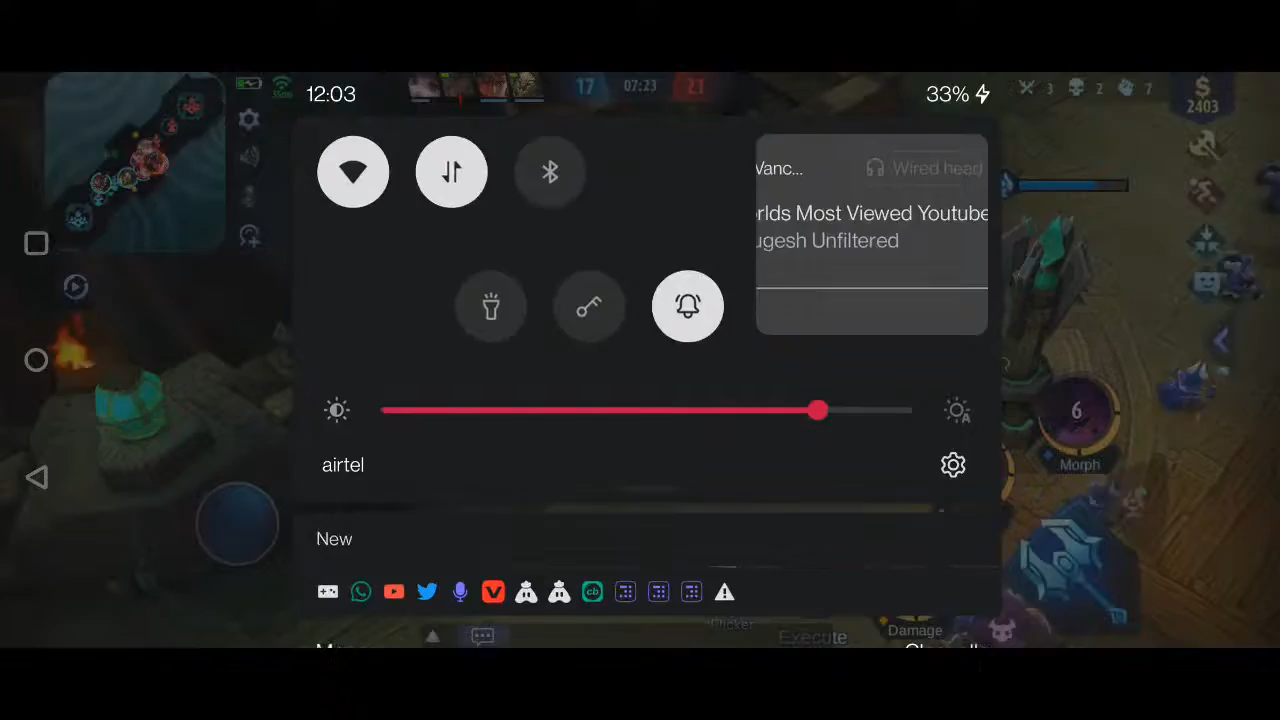 17 07:23 21
12:03
33%
3 2 7
$
2403
Vanc...
Wired head
rlds Most Viewed Youtube
ugesh Unfiltered
6
Morph
airtel
New
cb
Execute
Damage